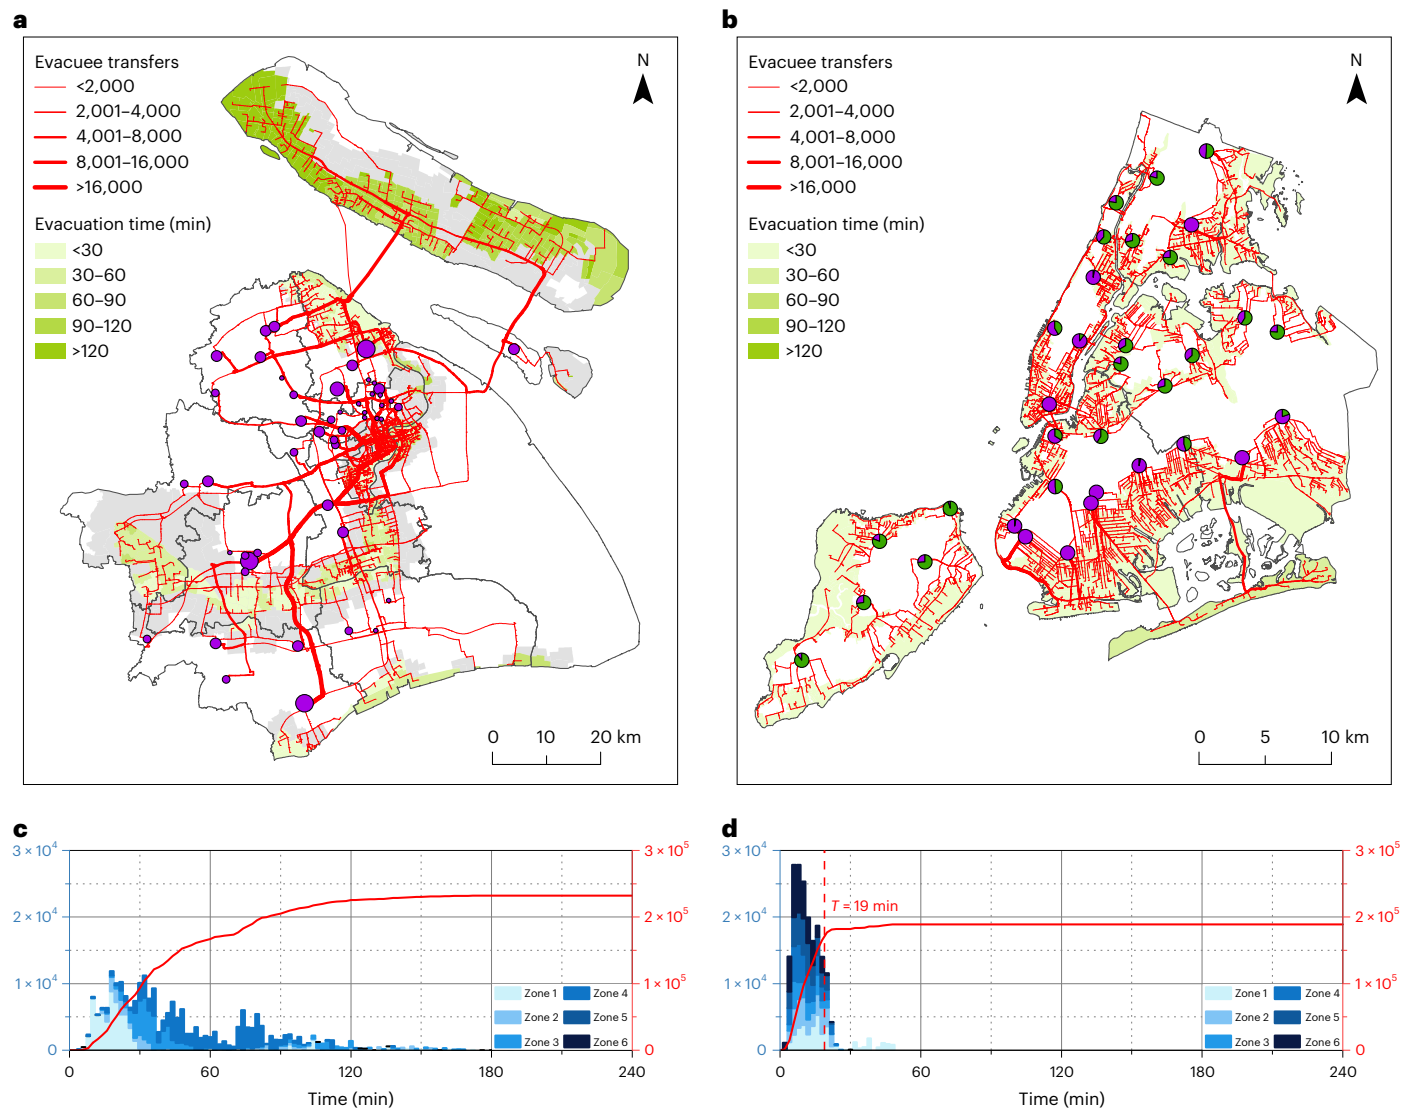 a
Evacuee transfers
<2,000
2,001–4,000
4,001–8,000
8,001–16,000
>16,000
Evacuation time (min)
<30
30–60
60–90
90–120
>120
N
0 10 20 km
b
Evacuee transfers
<2,000
2,001–4,000
4,001–8,000
8,001–16,000
>16,000
Evacuation time (min)
<30
30–60
60–90
90–120
>120
N
0 5 10 km
c
3 × 10⁴
2 × 10⁴
1 × 10⁴
0
3 × 10⁵
2 × 10⁵
1 × 10⁵
0
Zone 1 Zone 4
Zone 2 Zone 5
Zone 3 Zone 6
0 60 120 180 240
Time (min)
d
3 × 10⁴
2 × 10⁴
1 × 10⁴
0
T = 19 min
3 × 10⁵
2 × 10⁵
1 × 10⁵
0
Zone 1 Zone 4
Zone 2 Zone 5
Zone 3 Zone 6
0 60 120 180 240
Time (min)